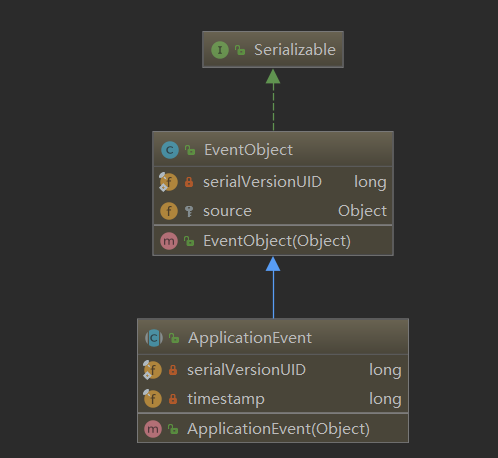 I Serializable
C EventObject
f serialVersionUID long
f source Object
m EventObject(Object)
C ApplicationEvent
f serialVersionUID long
f timestamp long
m ApplicationEvent(Object)